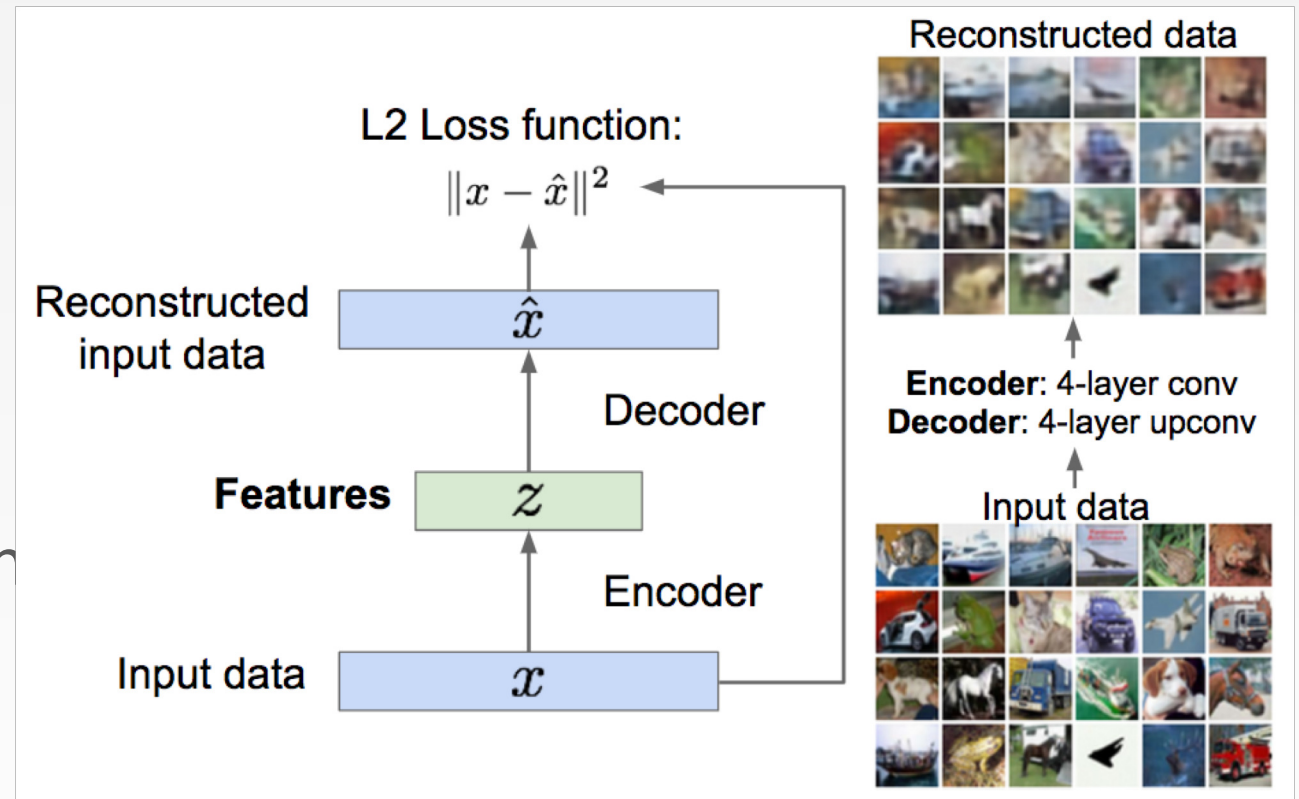 Reconstructed data
L2 Loss function:
‖x − x̂‖²
Reconstructed
input data
x̂
Decoder
Encoder: 4-layer conv
Decoder: 4-layer upconv
Features
z
Input data
Encoder
Input data
x